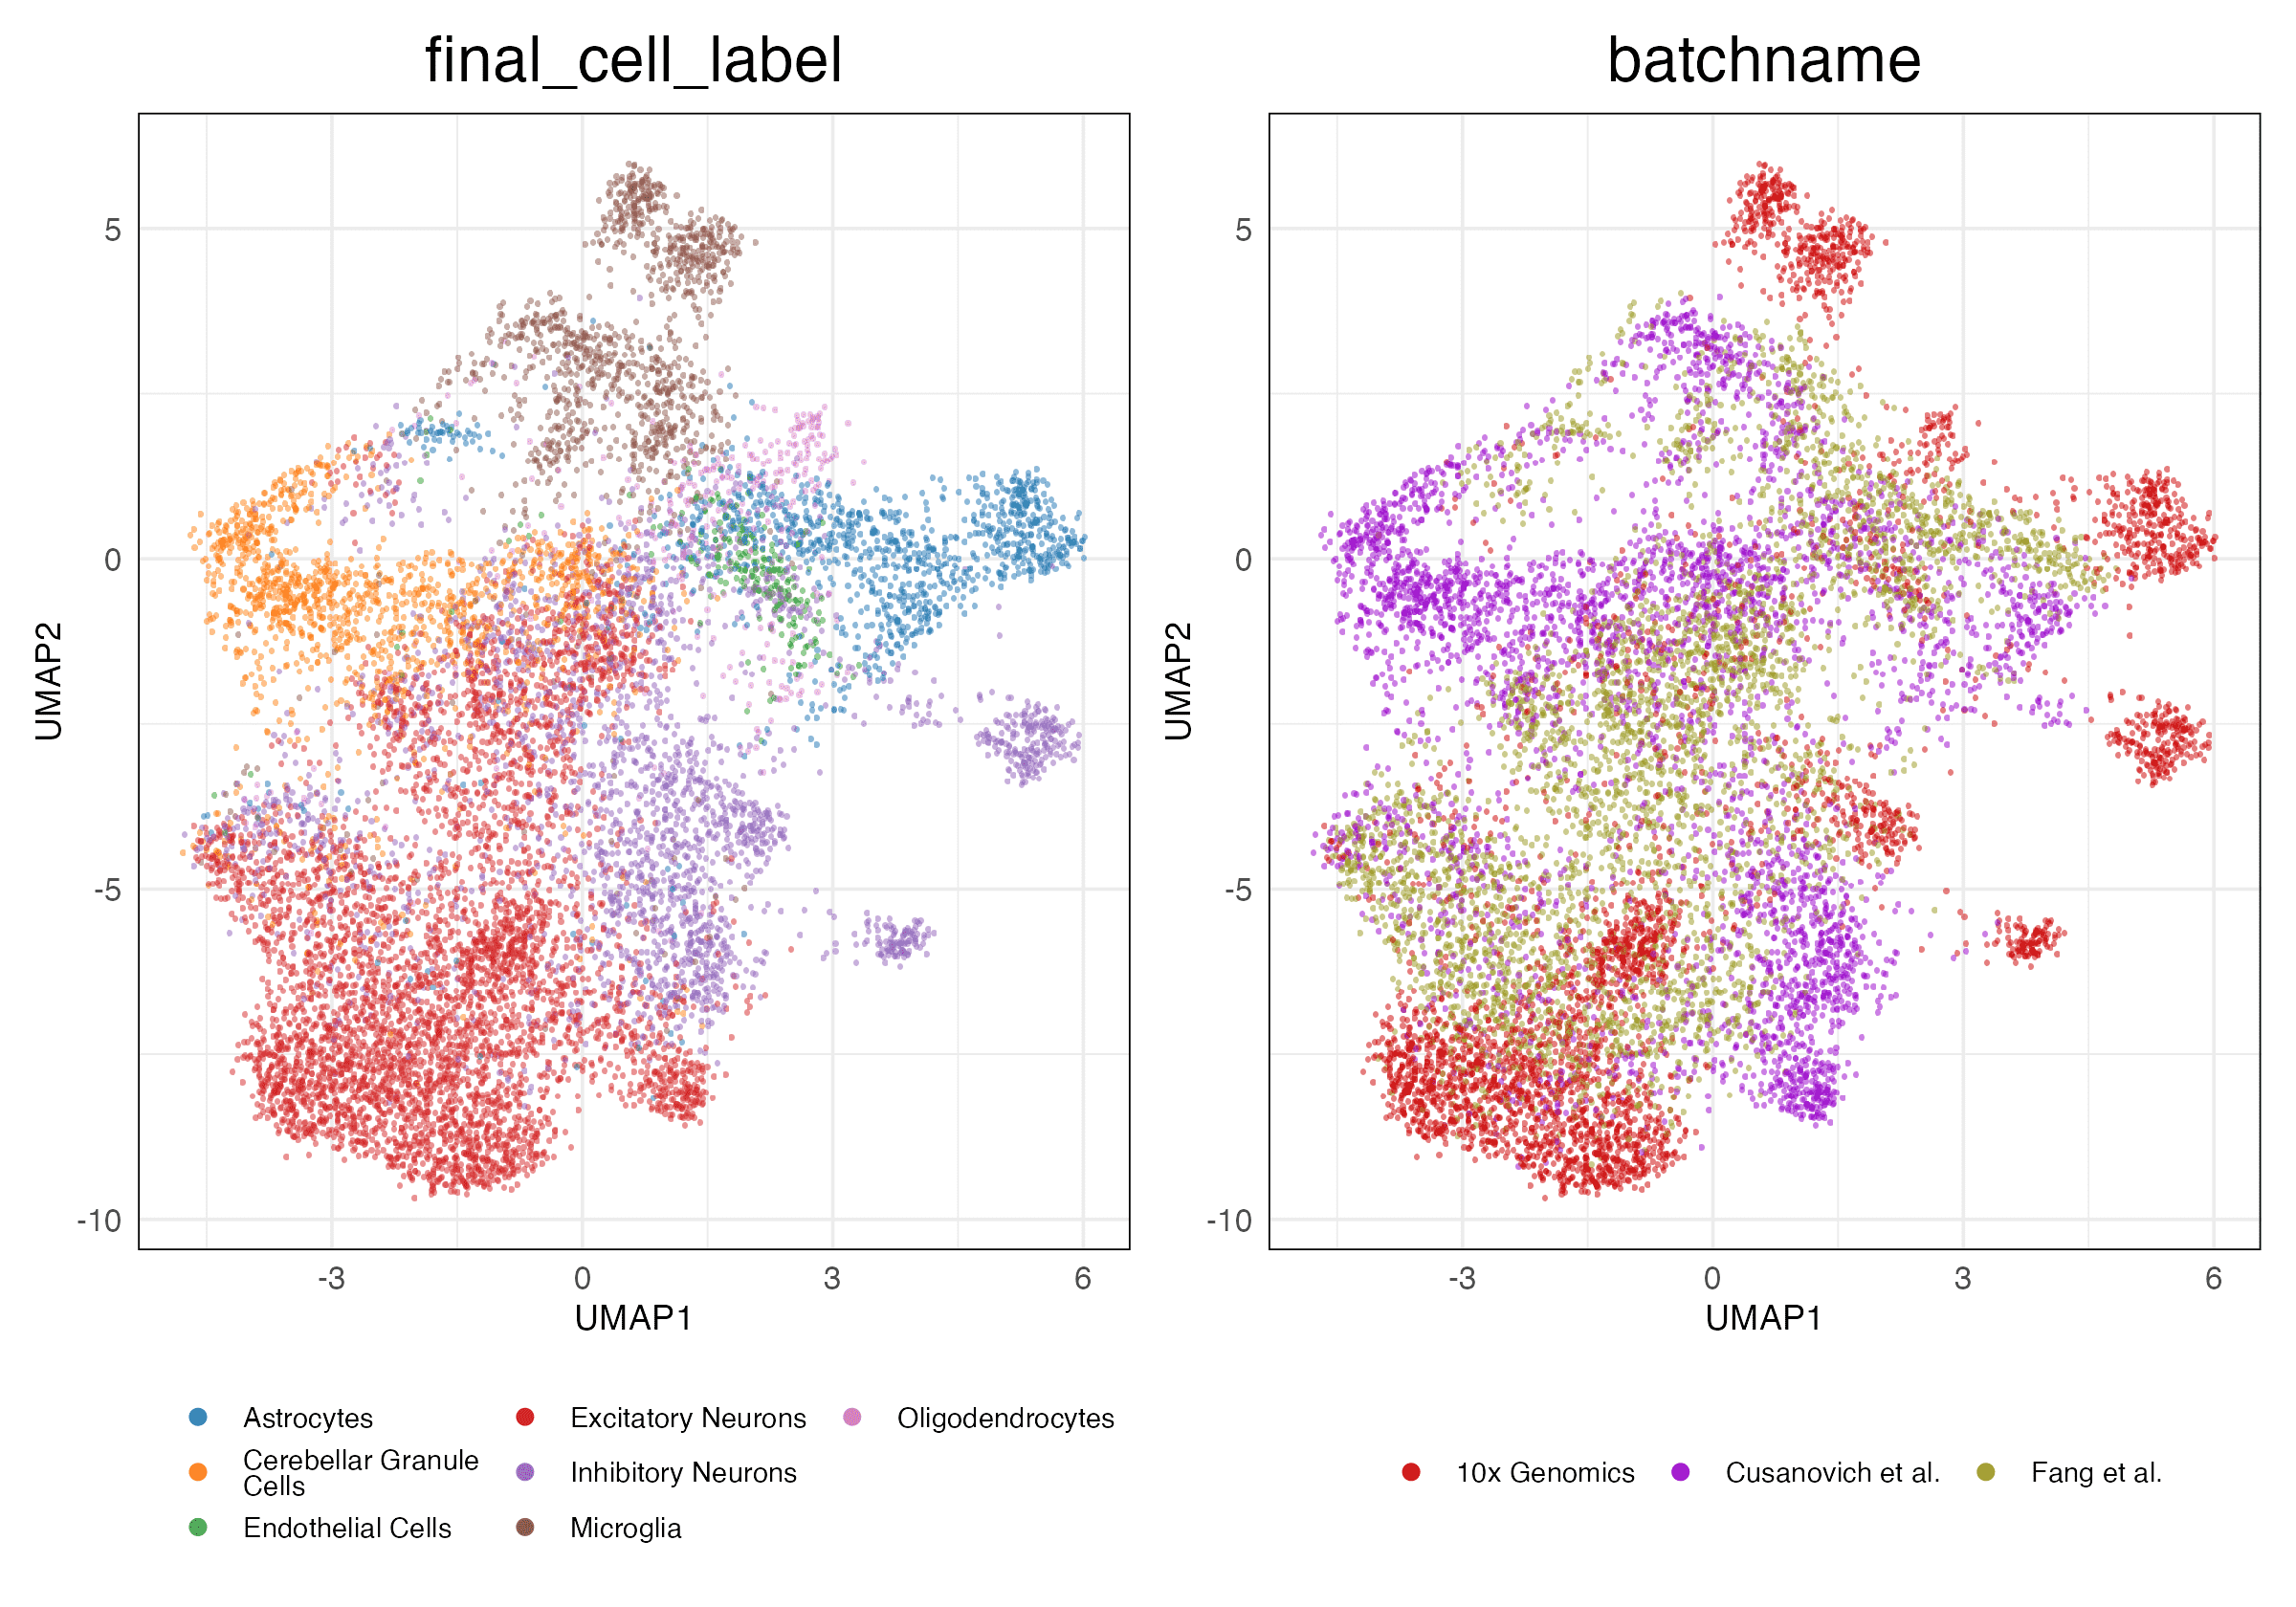 final_cell_label
batchname
5
0
-5
-10
UMAP2
-3
0
3
6
UMAP1
5
0
-5
-10
UMAP2
-3
0
3
6
UMAP1
Astrocytes
Cerebellar Granule
Cells
Endothelial Cells
Excitatory Neurons
Inhibitory Neurons
Microglia
Oligodendrocytes
10x Genomics
Cusanovich et al.
Fang et al.